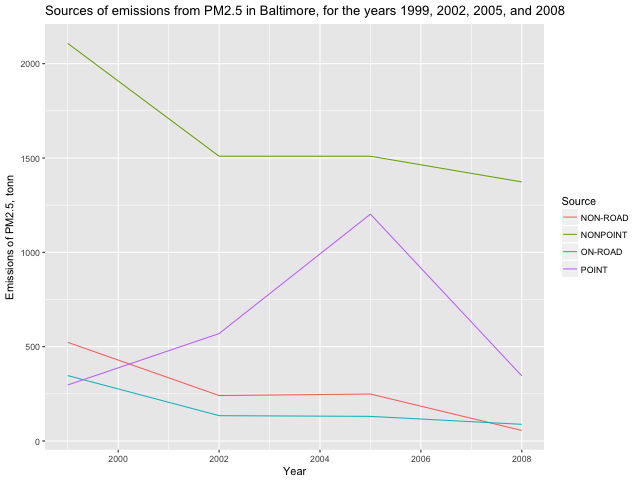 Sources of emissions from PM2.5 in Baltimore, for the years 1999, 2002, 2005, and 2008
Emissions of PM2.5, tonn
2000
1500
1000
500
0
2000
2002
2004
2006
2008
Year
Source
NON-ROAD
NONPOINT
ON-ROAD
POINT